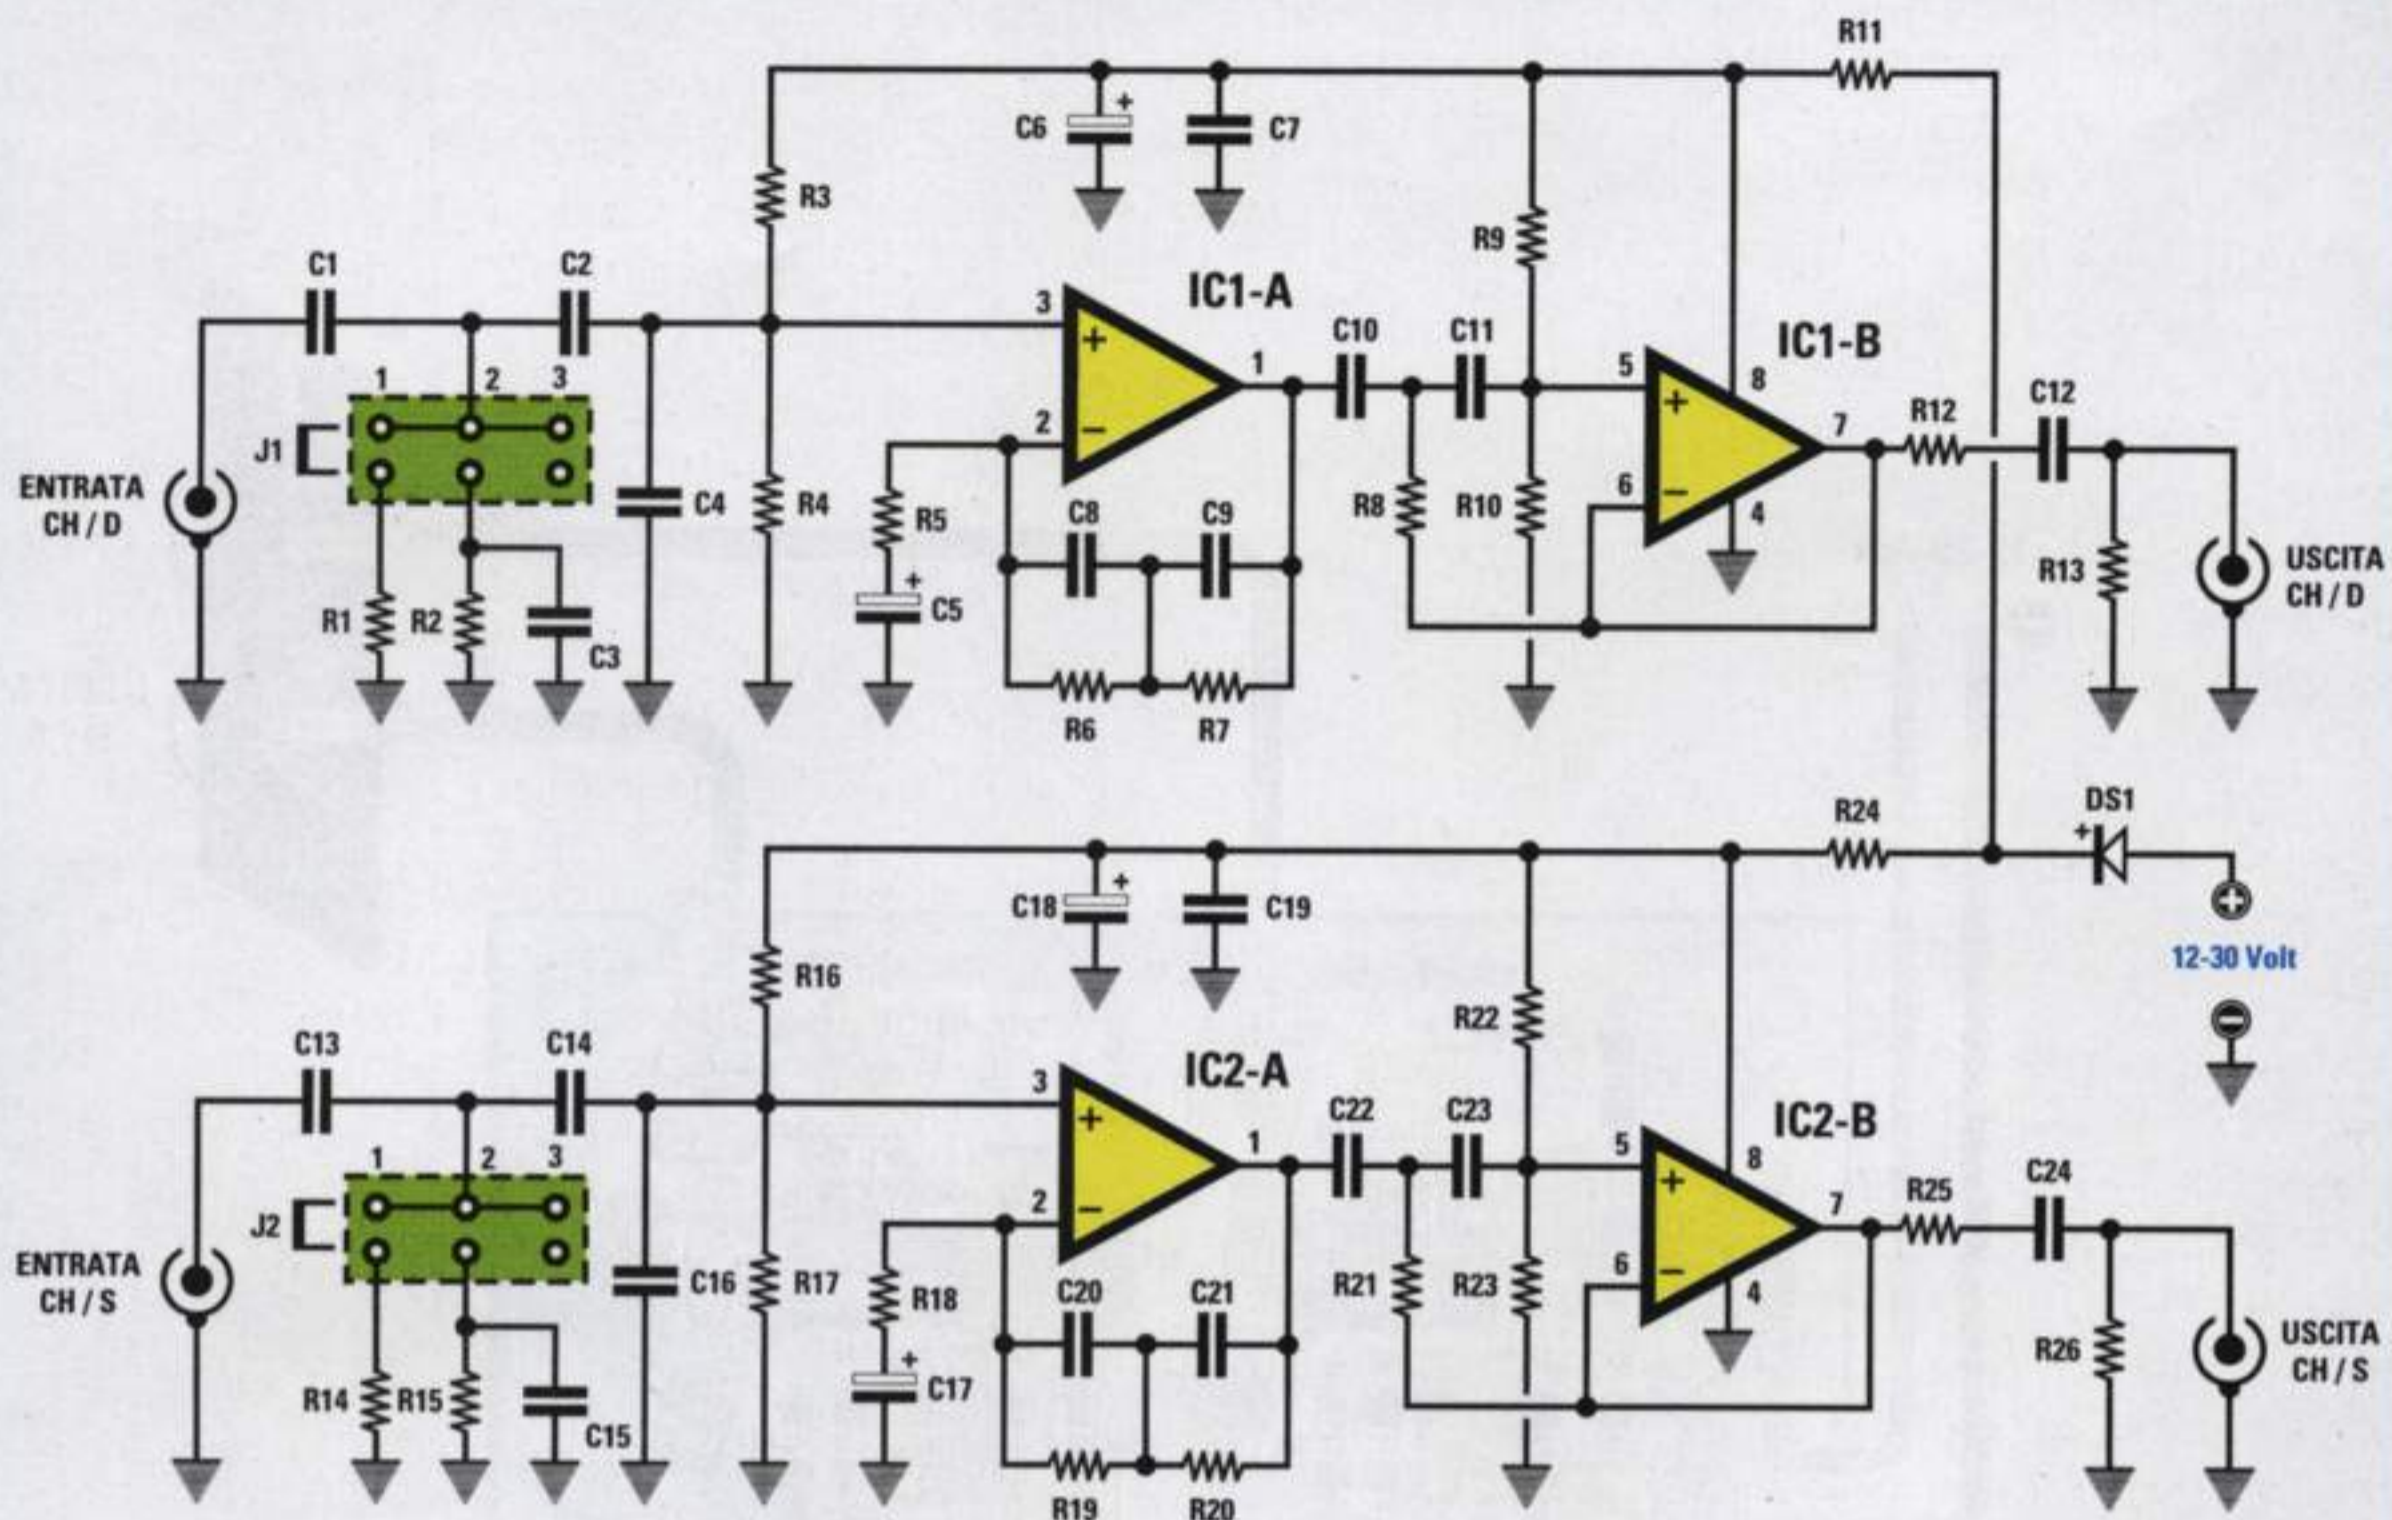 R11
C6
+
C7
R3
R9
C1
C2
IC1-A
3
+
C10
C11
IC1-B
1
5
+
8
C12
1
2
3
J1
2
−
R12
7
ENTRATA
CH / D
C4
R4
R5
C8
C9
R8
R10
6
−
4
R13
USCITA
CH / D
R1
R2
C3
+
C5
R6
R7
R24
DS1
+
+
C18
+
C19
12-30 Volt
−
R16
R22
C13
C14
IC2-A
3
+
C22
C23
IC2-B
1
5
+
8
C24
1
2
3
J2
2
−
R25
7
ENTRATA
CH / S
C16
R17
R18
C20
C21
R21
R23
6
−
4
R26
USCITA
CH / S
R14
R15
C15
+
C17
R19
R20